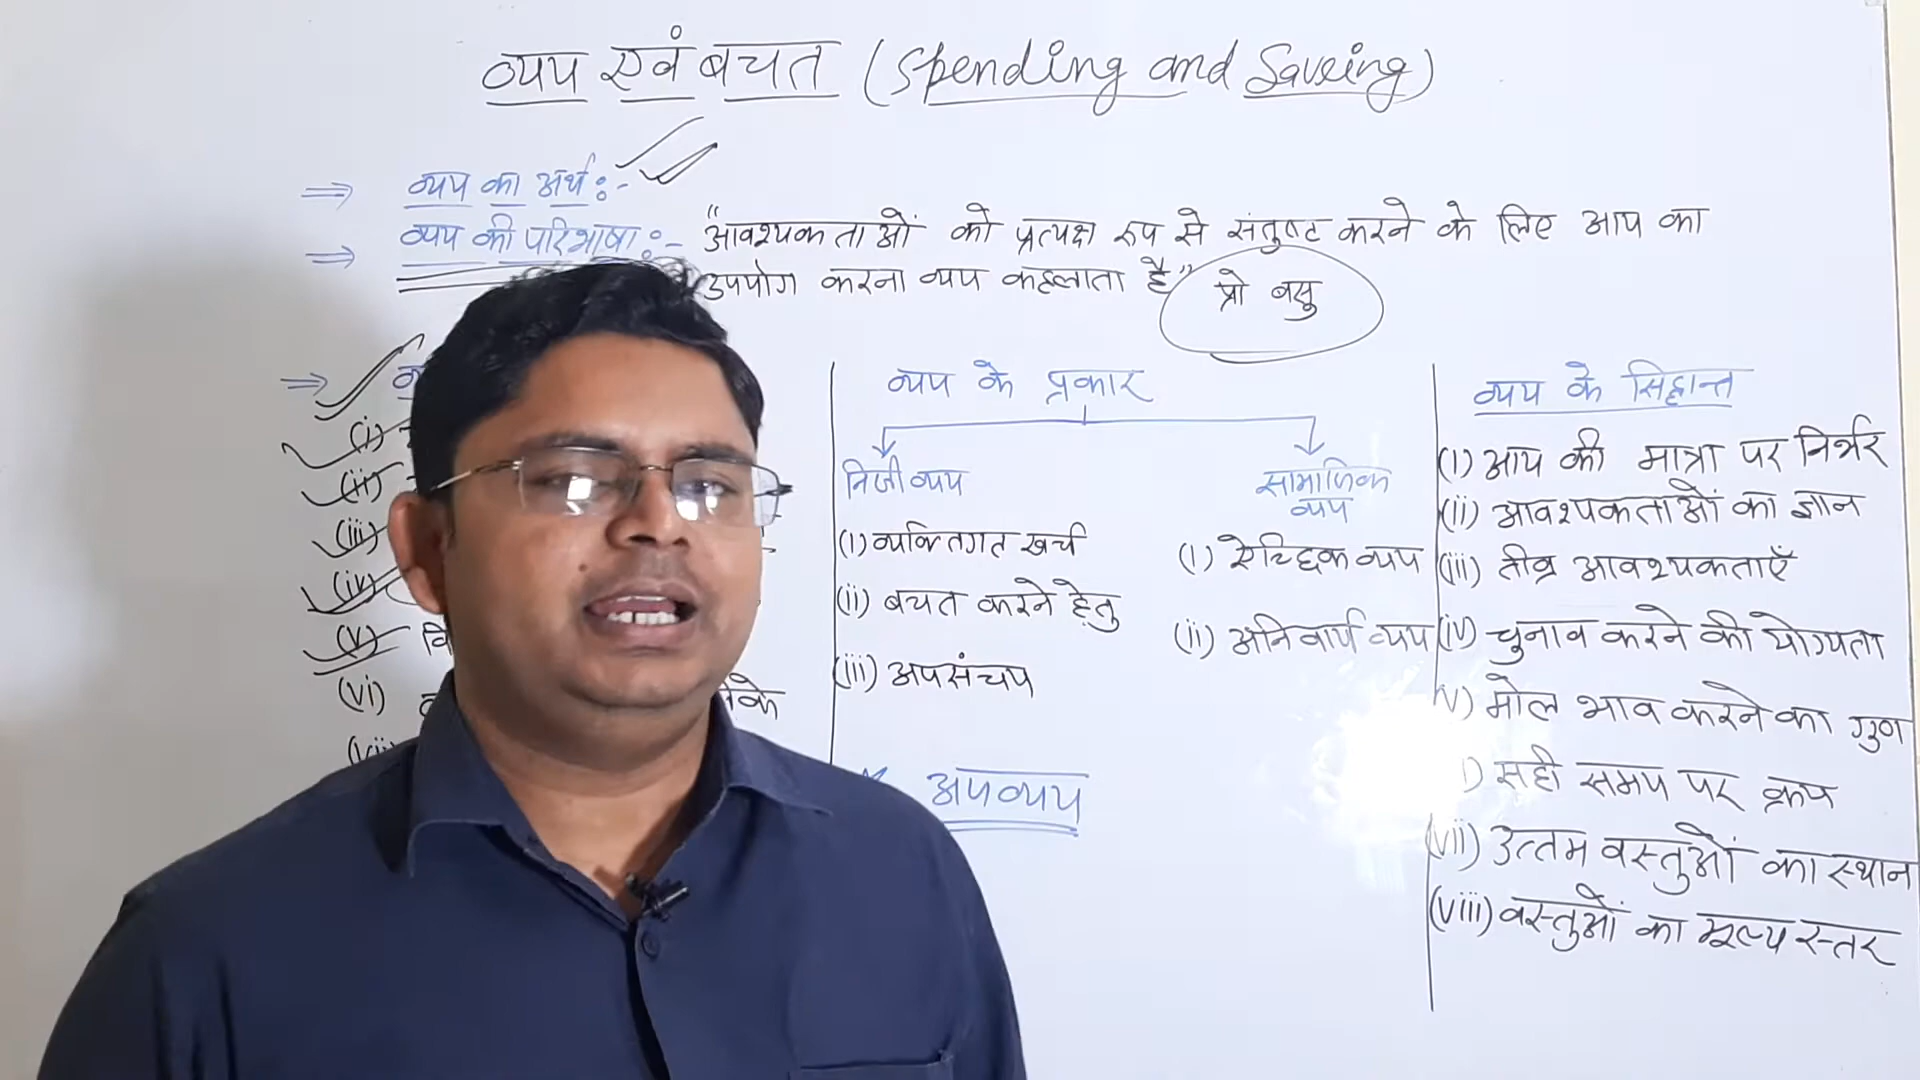 व्यय एवं बचत (Spending and Saveing)
⇒ व्यय का अर्थ :-
⇒ व्यय की परिभाषा :- "आवश्यकताओं को प्रत्यक्ष रूप से संतुष्ट करने के लिए आय का
उपयोग करना व्यय कहलाता है" प्रो बसु
⇒
(i)
(ii)
(iii)
(iv)
(v) वि
(vi)
व्यय के प्रकार
निजी व्यय
(i) व्यक्तिगत खर्च
(ii) बचत करने हेतु
(iii) अपसंचय
सामाजिक
व्यय
(i) ऐच्छिक व्यय
(ii) अनिवार्य व्यय
अपव्यय
व्यय के सिद्धान्त
(i) आय की मात्रा पर निर्भर
(ii) आवश्यकताओं का ज्ञान
(iii) तीव्र आवश्यकताएँ
(iv) चुनाव करने की योग्यता
v) मोल भाव करने का गुण
) सही समय पर क्रय
(vii) उत्तम वस्तुओं का स्थान
(viii) वस्तुओं का मूल्य स्तर